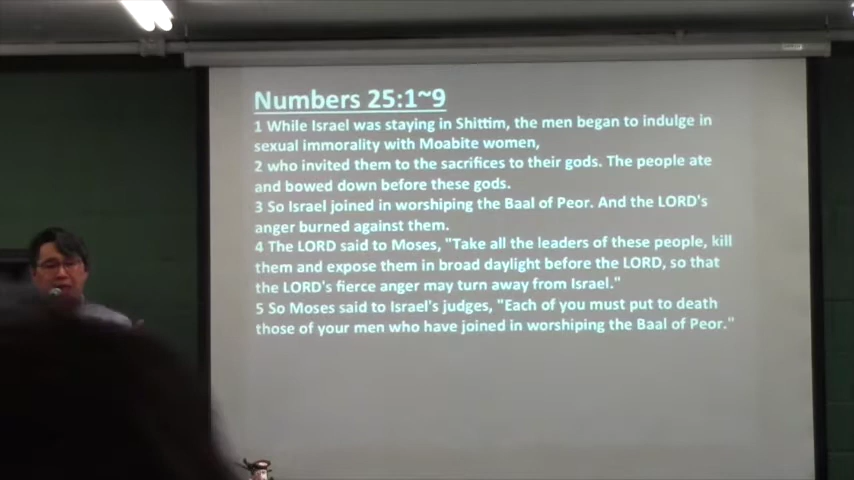 Numbers 25:1~9
1 While Israel was staying in Shittim, the men began to indulge in
sexual immorality with Moabite women,
2 who invited them to the sacrifices to their gods. The people ate
and bowed down before these gods.
3 So Israel joined in worshiping the Baal of Peor. And the LORD's
anger burned against them.
4 The LORD said to Moses, "Take all the leaders of these people, kill
them and expose them in broad daylight before the LORD, so that
the LORD's fierce anger may turn away from Israel."
5 So Moses said to Israel's judges, "Each of you must put to death
those of your men who have joined in worshiping the Baal of Peor."